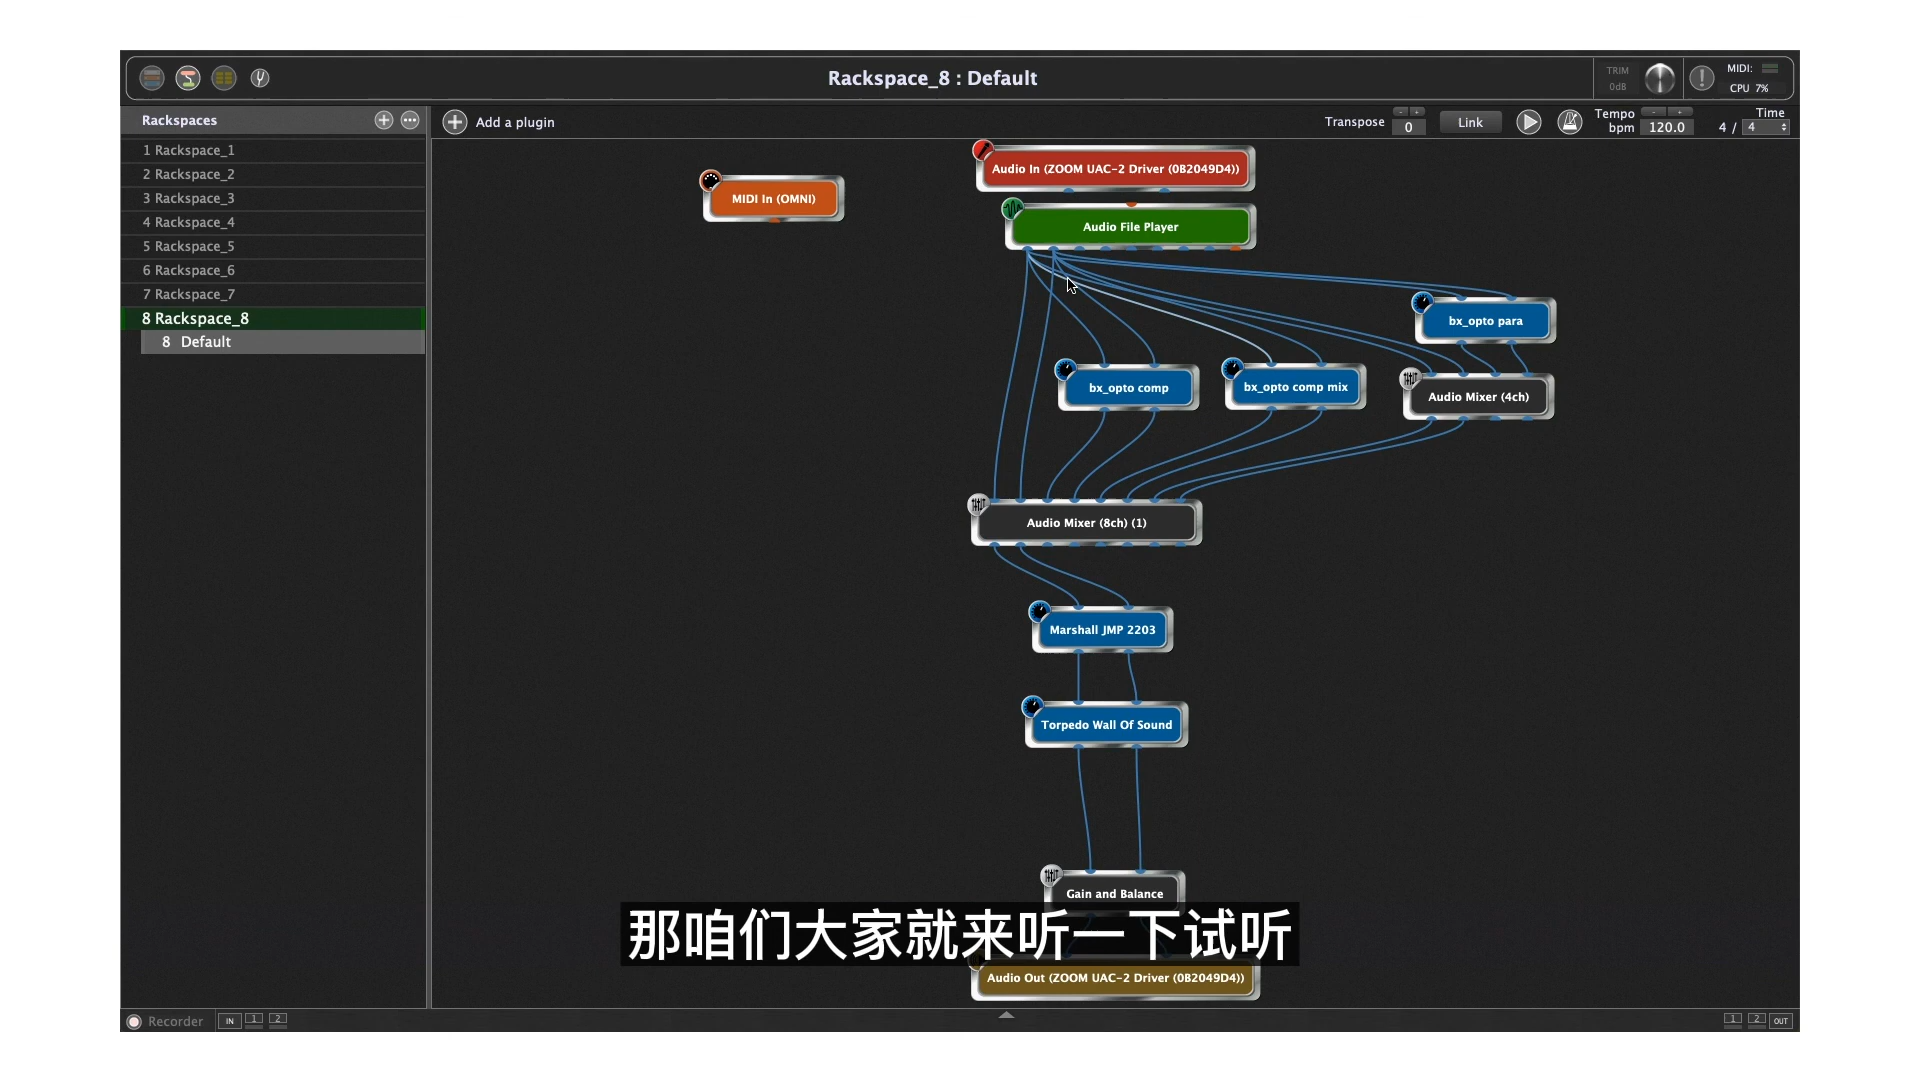 Rackspace_8 : Default
TRIM
0dB
MIDI:
CPU 7%
Rackspaces
Add a plugin
Transpose
- +
0
Link
Tempo
bpm
- +
120.0
Time
4 / 4
1 Rackspace_1
2 Rackspace_2
3 Rackspace_3
4 Rackspace_4
5 Rackspace_5
6 Rackspace_6
7 Rackspace_7
8 Rackspace_8
8 Default
Audio In (ZOOM UAC-2 Driver (0B2049D4))
MIDI In (OMNI)
Audio File Player
bx_opto para
bx_opto comp
bx_opto comp mix
Audio Mixer (4ch)
Audio Mixer (8ch) (1)
Marshall JMP 2203
Torpedo Wall Of Sound
Gain and Balance
那咱们大家就来听一下试听
Audio Out (ZOOM UAC-2 Driver (0B2049D4))
Recorder
IN
1
2
1
2
OUT